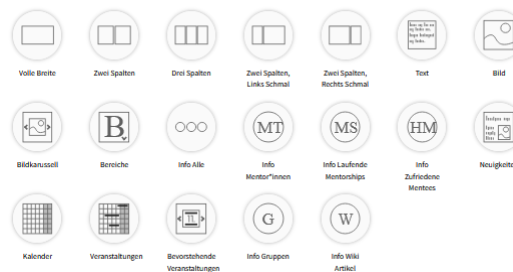 Volle Breite
Zwei Spalten
Drei Spalten
Zwei Spalten,
Links Schmal
Zwei Spalten,
Rechts Schmal
Text
Bild
B
MT
MS
HM
Bildkarussell
Bereiche
Info Alle
Info
Mentor*innen
Info Laufende
Mentorships
Info
Zufriedene
Mentees
Neuigkeite
G
W
Kalender
Veranstaltungen
Bevorstehende
Veranstaltungen
Info Gruppen
Info Wiki
Artikel